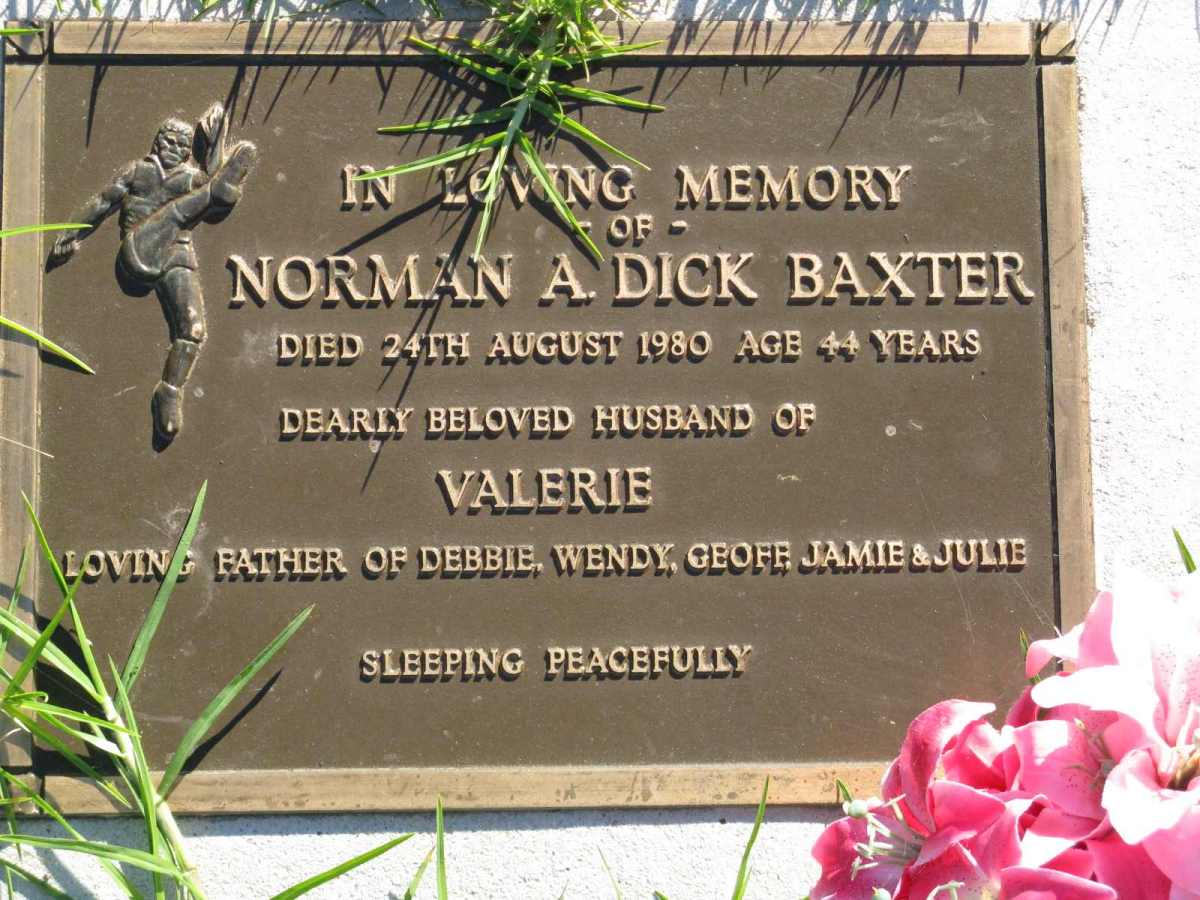 IN LOVING MEMORY
- OF -
NORMAN A. DICK BAXTER
DIED 24TH AUGUST 1980 AGE 44 YEARS
DEARLY BELOVED HUSBAND OF
VALERIE
LOVING FATHER OF DEBBIE, WENDY, GEOFF, JAMIE & JULIE
SLEEPING PEACEFULLY